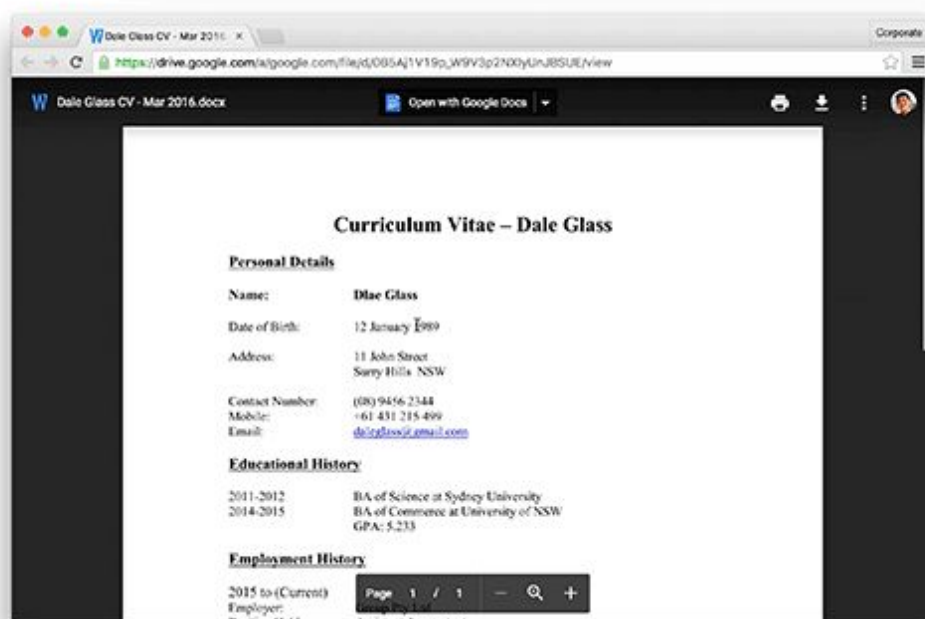 Dale Glass CV - Mar 2016 ×
Corporate
https://drive.google.com/a/google.com/file/d/
/view
W Dale Glass CV - Mar 2016.docx
Open with Google Docs
Curriculum Vitae – Dale Glass
Personal Details
Name: Dlae Glass
Date of Birth: 12 January 1989
Address: 11 John Street
Surry Hills NSW
Contact Number: (08) 9456 2344
Mobile: +61 431 215 499
Email: daleglass@gmail.com
Educational History
2011-2012 BA of Science at Sydney University
2014-2015 BA of Commerce at University of NSW
GPA: 5.233
Employment History
2015 to (Current)
Page 1 / 1
Employer: Group Pty Ltd